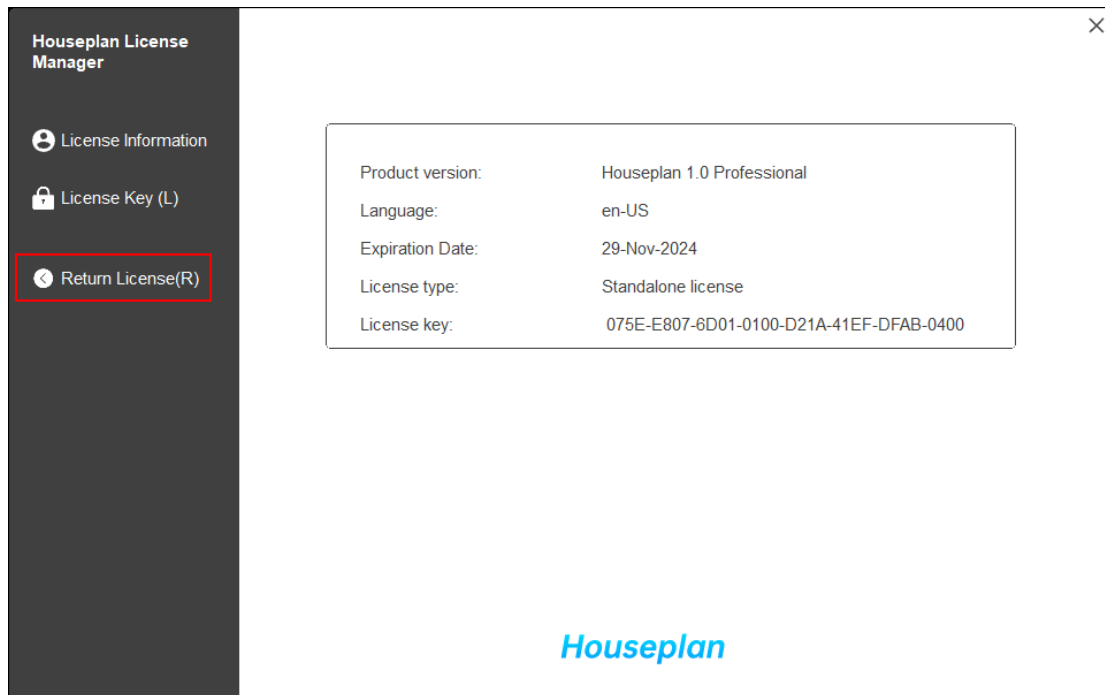 Houseplan License
Manager
License Information
License Key (L)
Return License(R)
Product version: Houseplan 1.0 Professional
Language: en-US
Expiration Date: 29-Nov-2024
License type: Standalone license
License key: 075E-E807-6D01-0100-D21A-41EF-DFAB-0400
Houseplan